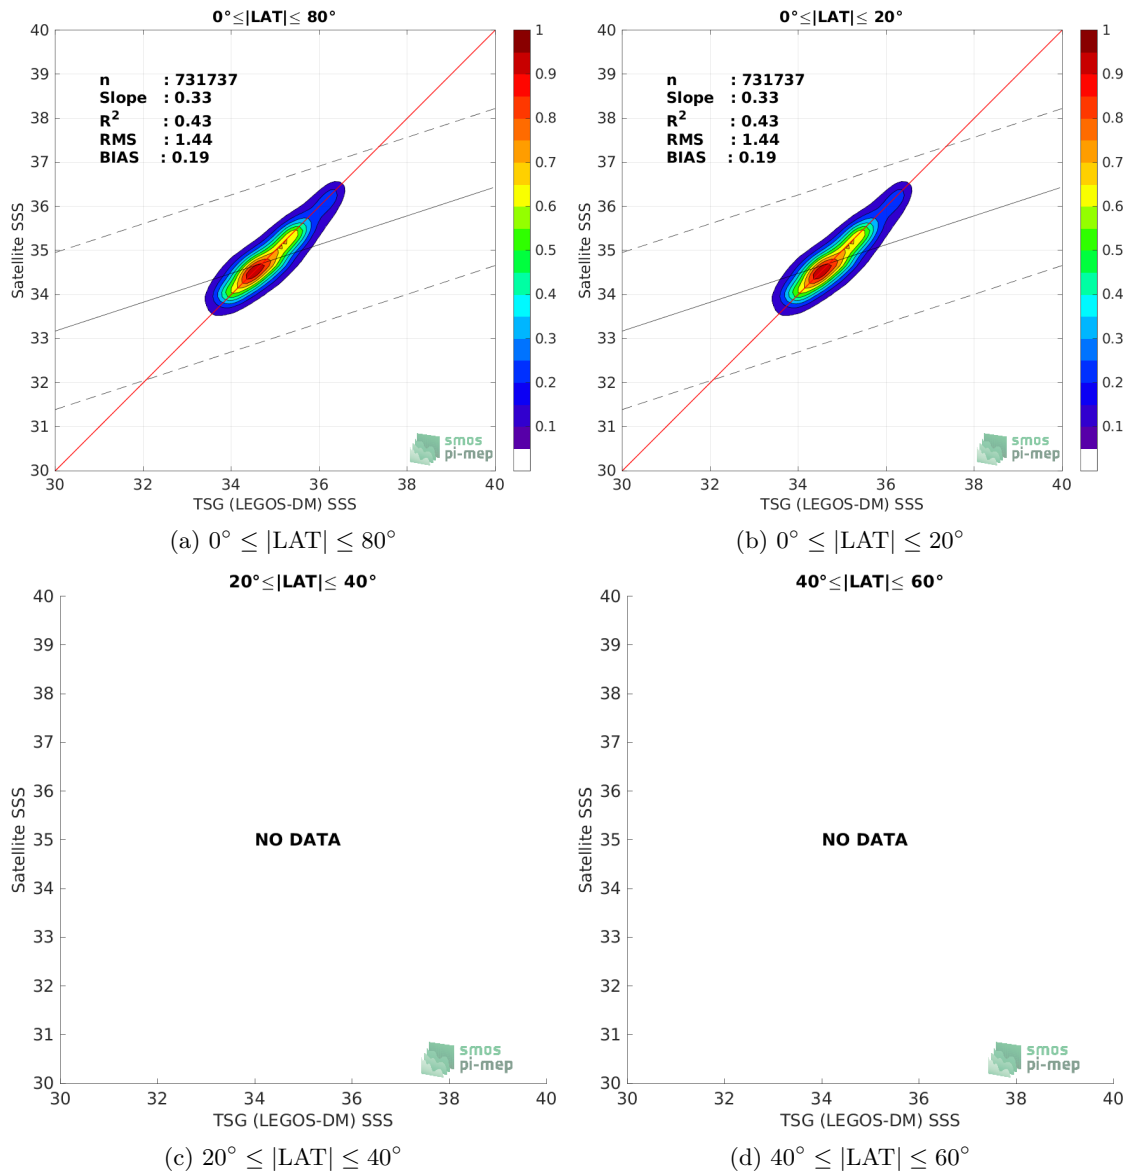 0°≤|LAT|≤ 80°
40
39
38
37
36
35
34
33
32
31
30
Satellite SSS
n : 731737
Slope : 0.33
R² : 0.43
RMS : 1.44
BIAS : 0.19
1
0.9
0.8
0.7
0.6
0.5
0.4
0.3
0.2
0.1
smos
pi-mep
30 32 34 36 38 40
TSG (LEGOS-DM) SSS
(a) 0° ≤ |LAT| ≤ 80°
0°≤|LAT|≤ 20°
40
39
38
37
36
35
34
33
32
31
30
Satellite SSS
n : 731737
Slope : 0.33
R² : 0.43
RMS : 1.44
BIAS : 0.19
1
0.9
0.8
0.7
0.6
0.5
0.4
0.3
0.2
0.1
smos
pi-mep
30 32 34 36 38 40
TSG (LEGOS-DM) SSS
(b) 0° ≤ |LAT| ≤ 20°
20°≤|LAT|≤ 40°
40
39
38
37
36
35
34
33
32
31
30
Satellite SSS
NO DATA
smos
pi-mep
30 32 34 36 38 40
TSG (LEGOS-DM) SSS
(c) 20° ≤ |LAT| ≤ 40°
40°≤|LAT|≤ 60°
40
39
38
37
36
35
34
33
32
31
30
Satellite SSS
NO DATA
smos
pi-mep
30 32 34 36 38 40
TSG (LEGOS-DM) SSS
(d) 40° ≤ |LAT| ≤ 60°